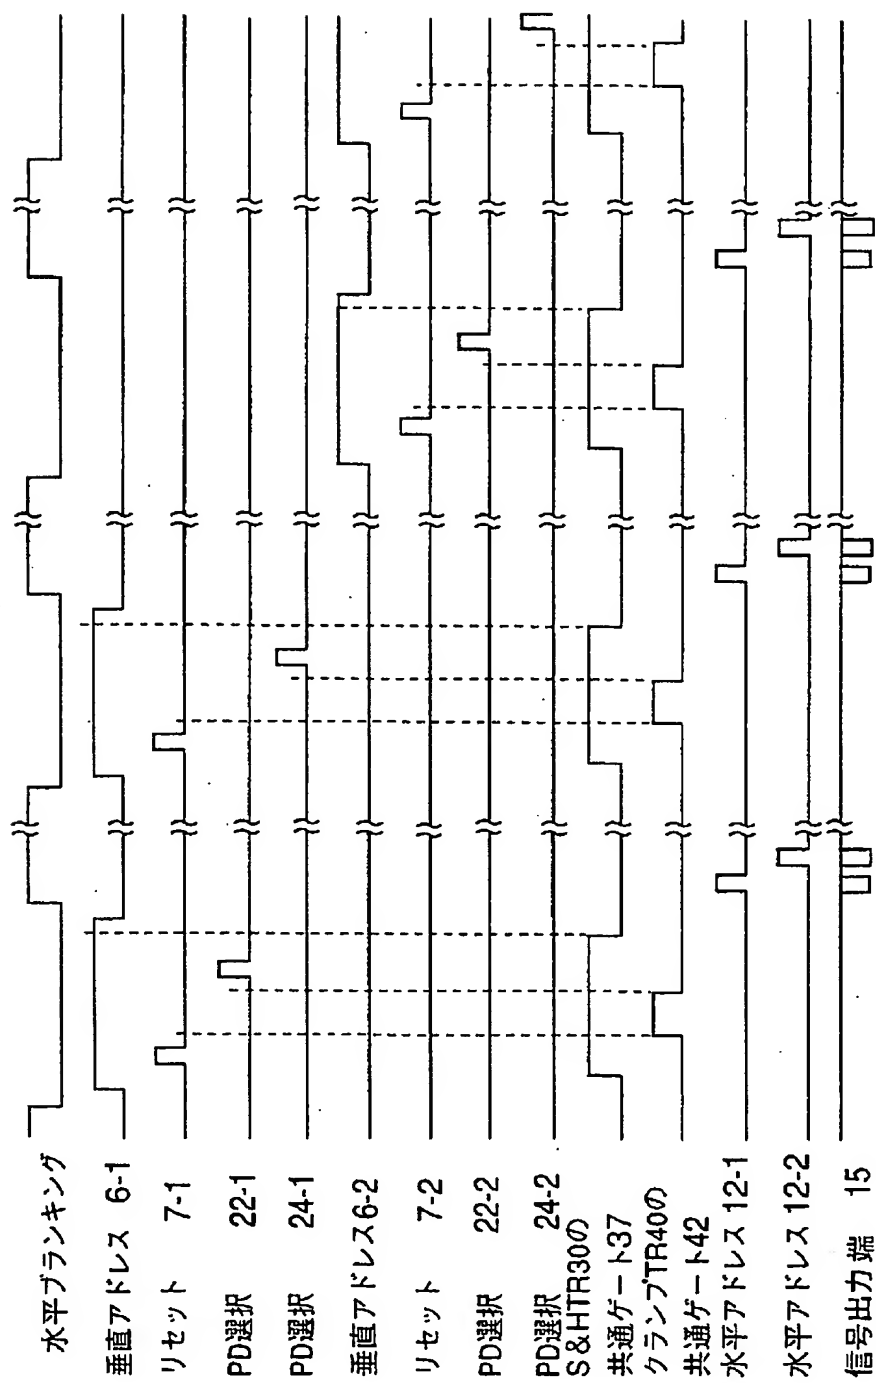 水平ブランキング
垂直アドレス 6-1
リセット 7-1
PD選択 22-1
PD選択 24-1
垂直アドレス6-2
リセット 7-2
PD選択 22-2
PD選択 24-2
S&HTR30の
共通ゲート37
クランプTR40の
共通ゲート42
水平アドレス 12-1
水平アドレス 12-2
信号出力端 15